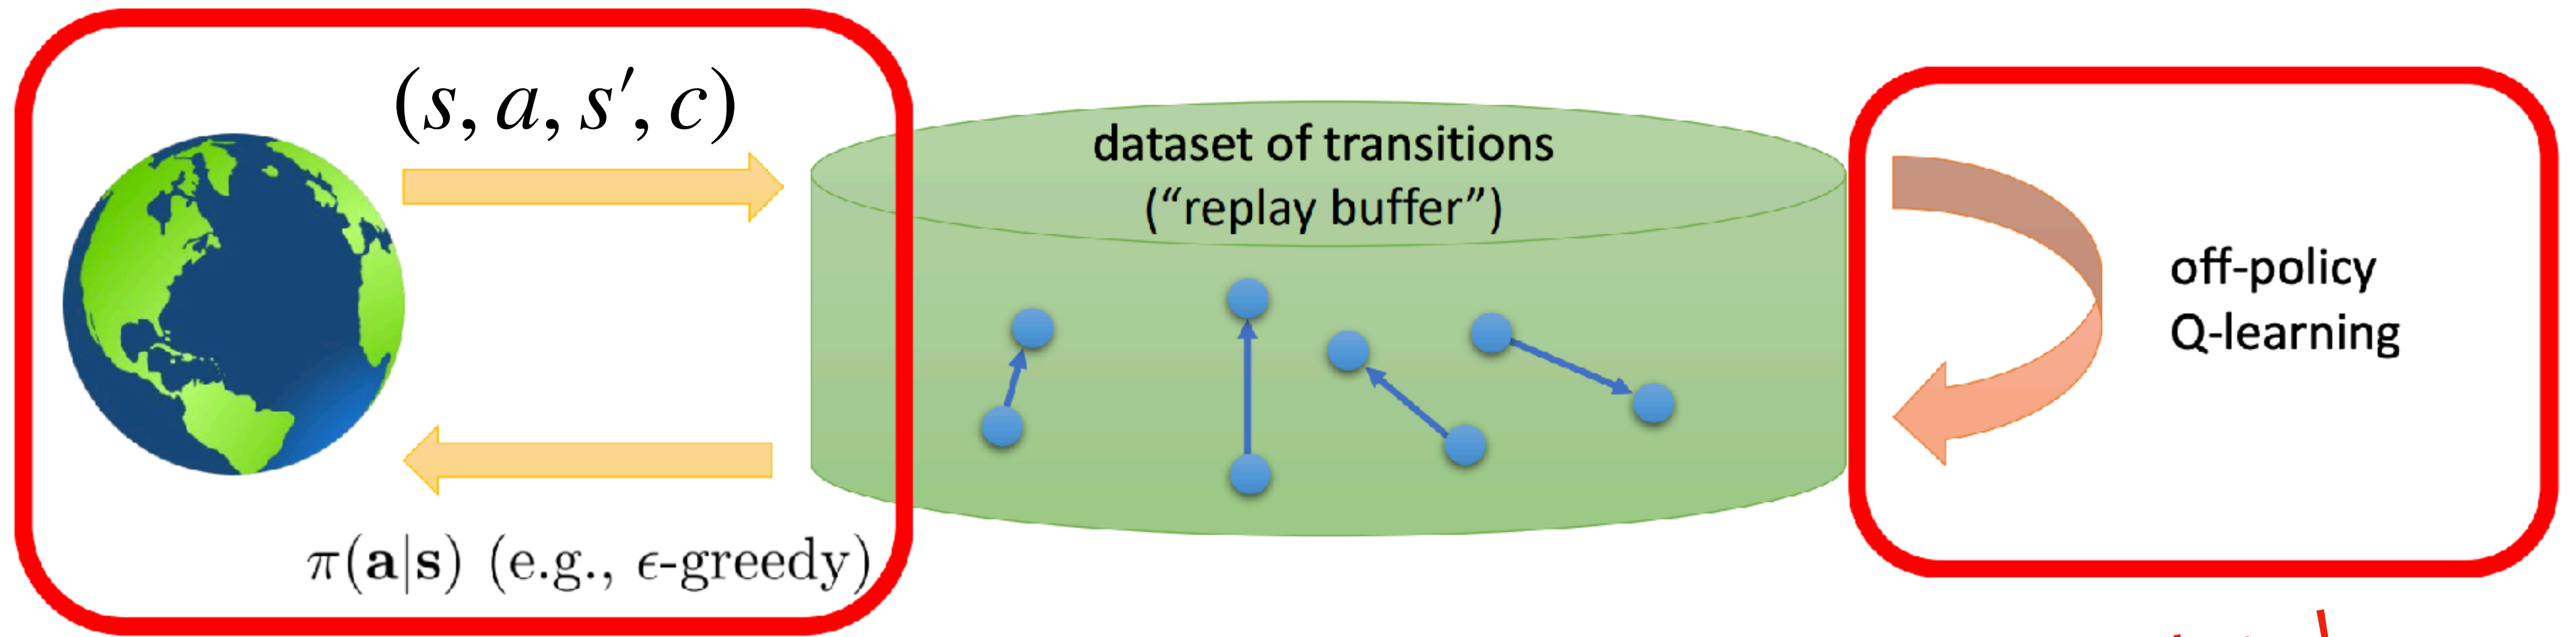 (s, a, s′, c)
π(a|s) (e.g., ϵ-greedy)
dataset of transitions
(“replay buffer”)
off-policy
Q-learning